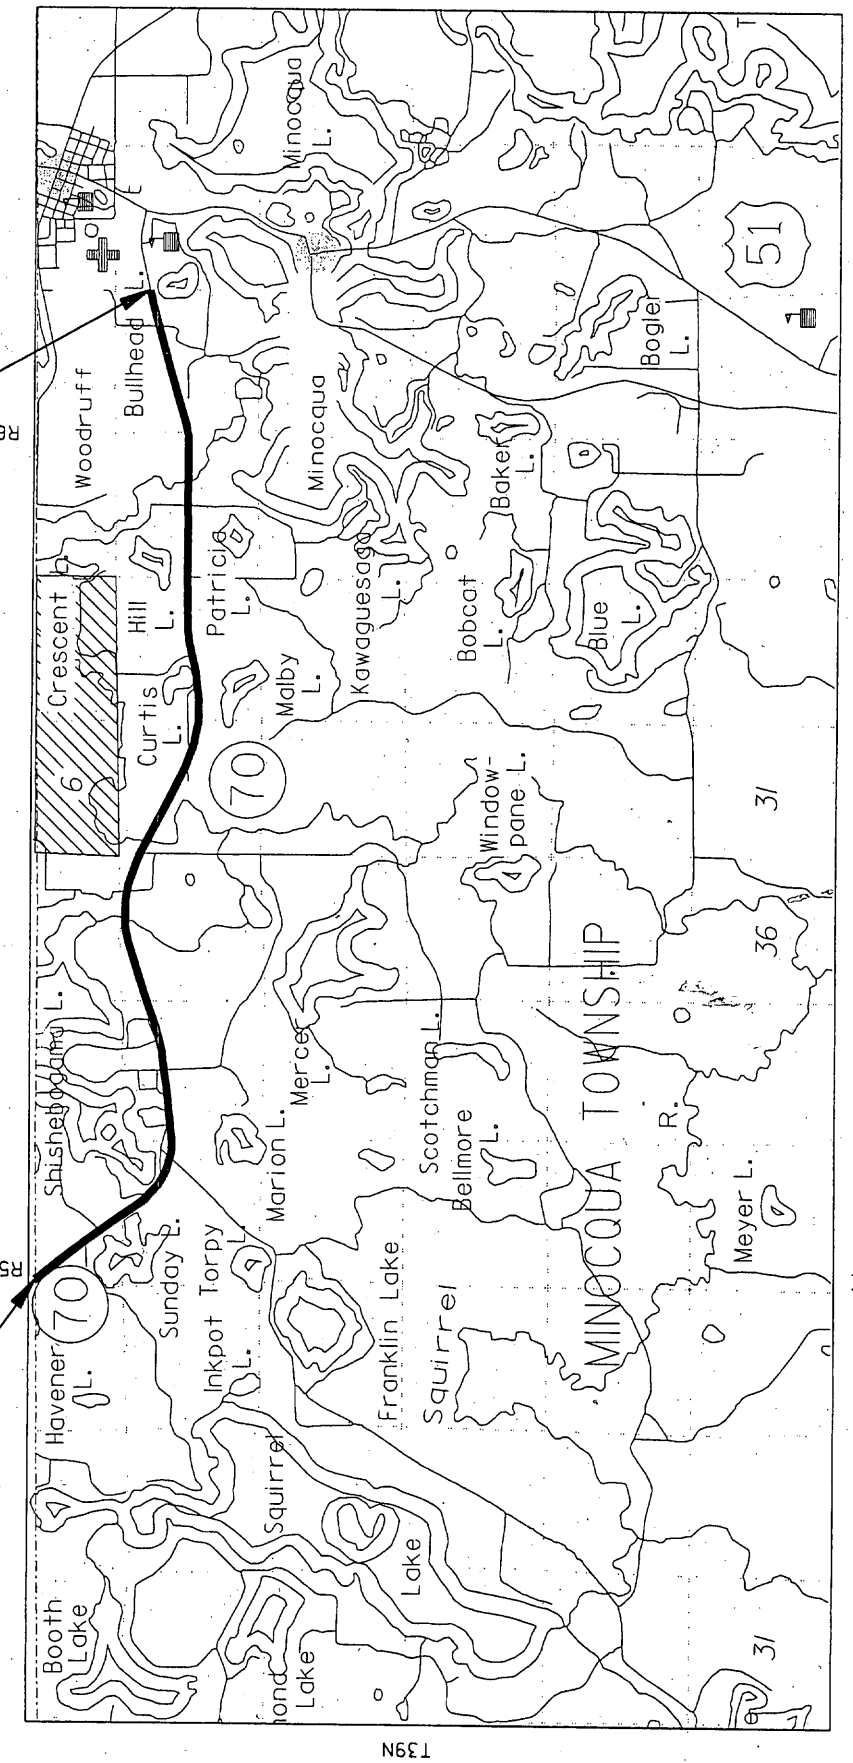 Booth
Lake
Havener
L.
70
Shishebogama L.
6
Crescent L.
Woodruff
Bullhead L.
Sunday L.
Curtis
L.
Hill
L.
Inkpot
L.
Torpy
L.
Marion L.
Mercer
L.
70
Malby
L.
Patricia
L.
Minocqua
Minocqua
L.
Squirrel
Lake
Lake
Franklin Lake
Squirrel
Scotchman L.
Bellmore
L.
Window-
pane L.
Kawaguesaga
L.
Bobcat
L.
Baker
L.
Blue
L.
Bogler
L.
51
MINOCQUA TOWNSHIP
R.
Meyer L.
31
36
31
T
T39N
R5